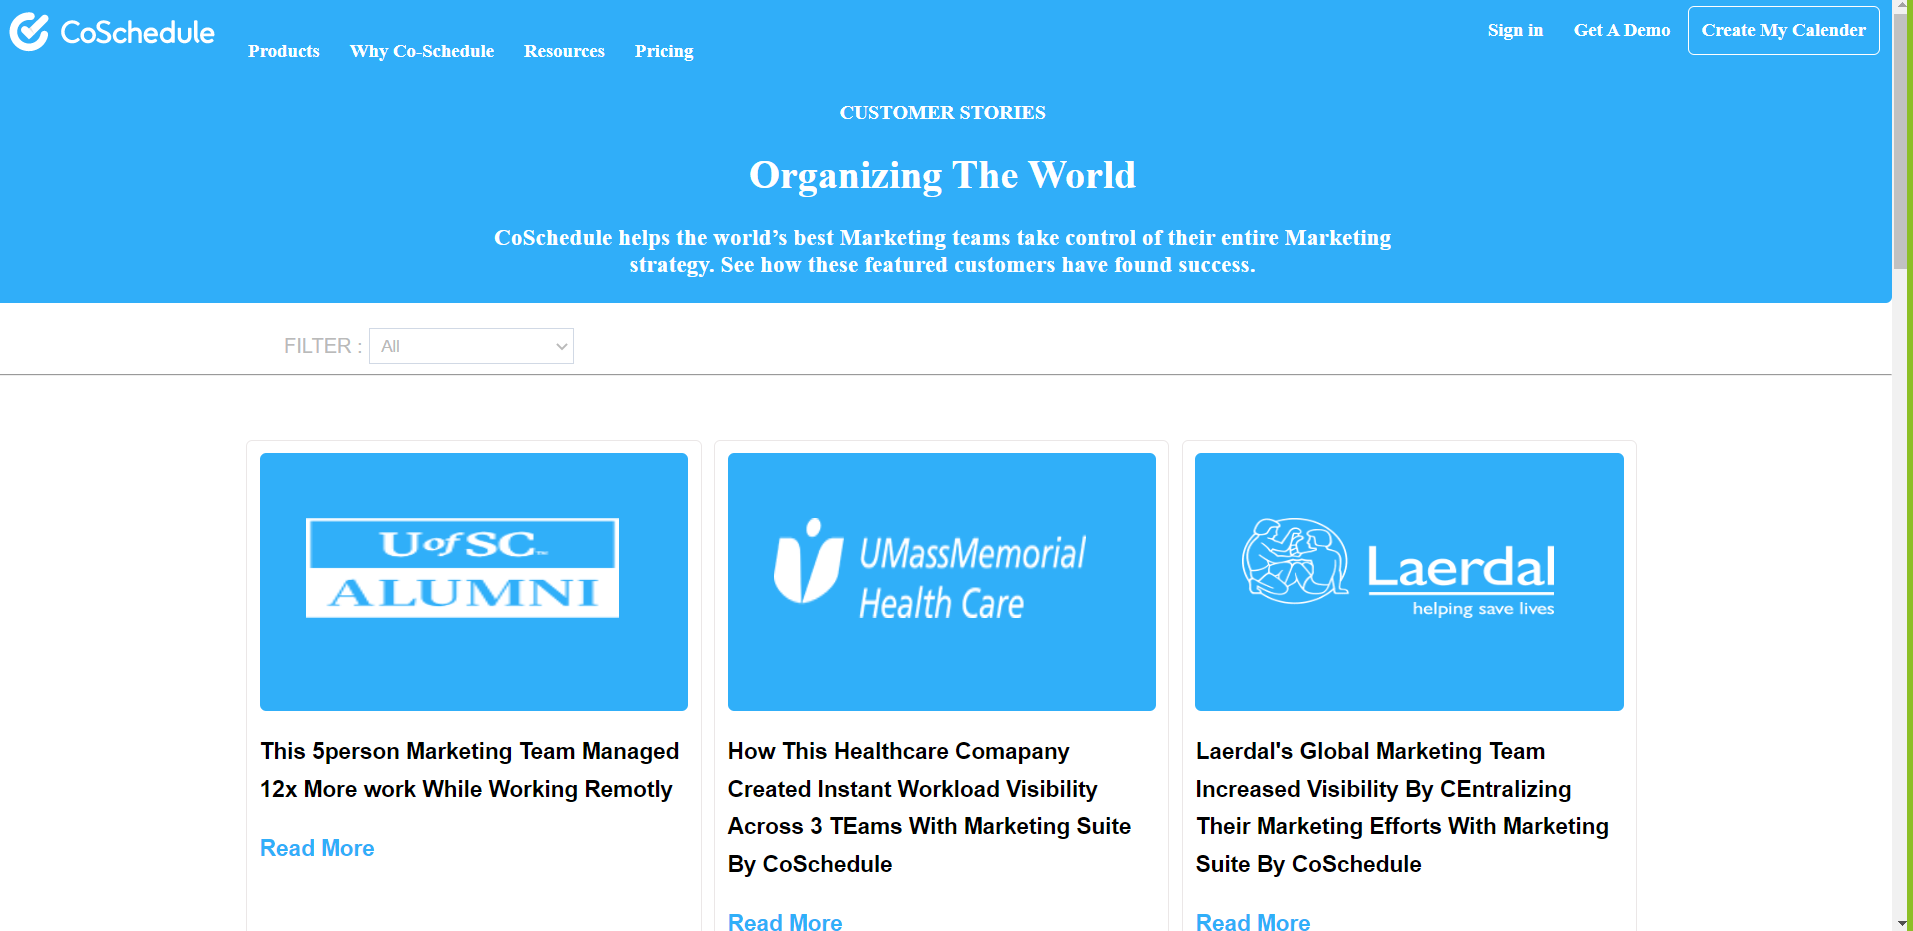 CoSchedule
Products Why Co-Schedule Resources Pricing
Sign in Get A Demo Create My Calender
CUSTOMER STORIES
Organizing The World
CoSchedule helps the world’s best Marketing teams take control of their entire Marketing
strategy. See how these featured customers have found success.
FILTER : All
UofSC™
ALUMNI
This 5person Marketing Team Managed
12x More work While Working Remotly
Read More
UMassMemorial
Health Care
How This Healthcare Comapany
Created Instant Workload Visibility
Across 3 TEams With Marketing Suite
By CoSchedule
Read More
Laerdal
helping save lives
Laerdal's Global Marketing Team
Increased Visibility By CEntralizing
Their Marketing Efforts With Marketing
Suite By CoSchedule
Read More